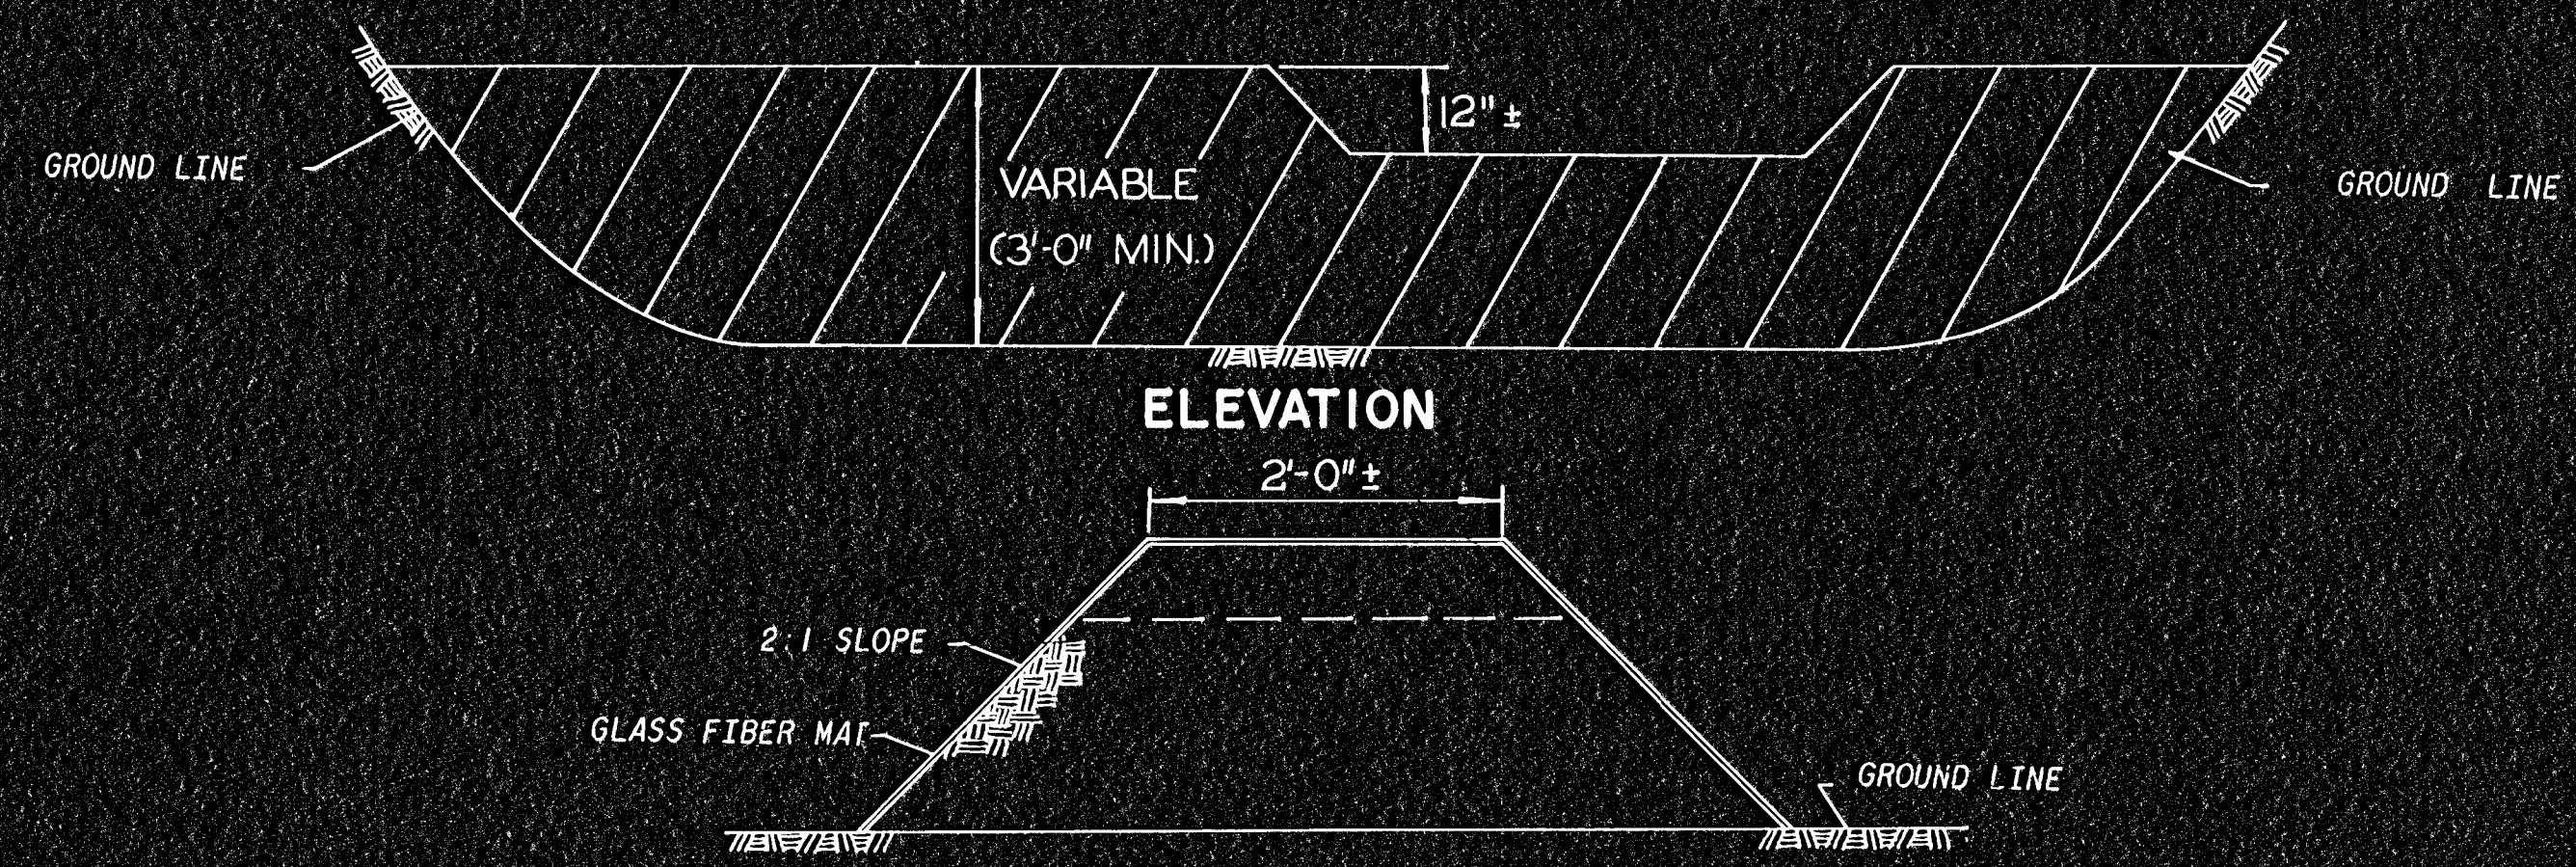 12" ±
GROUND LINE
VARIABLE
(3'-0" MIN.)
GROUND LINE
ELEVATION
2'-0" ±
2:1 SLOPE
GLASS FIBER MAT
GROUND LINE